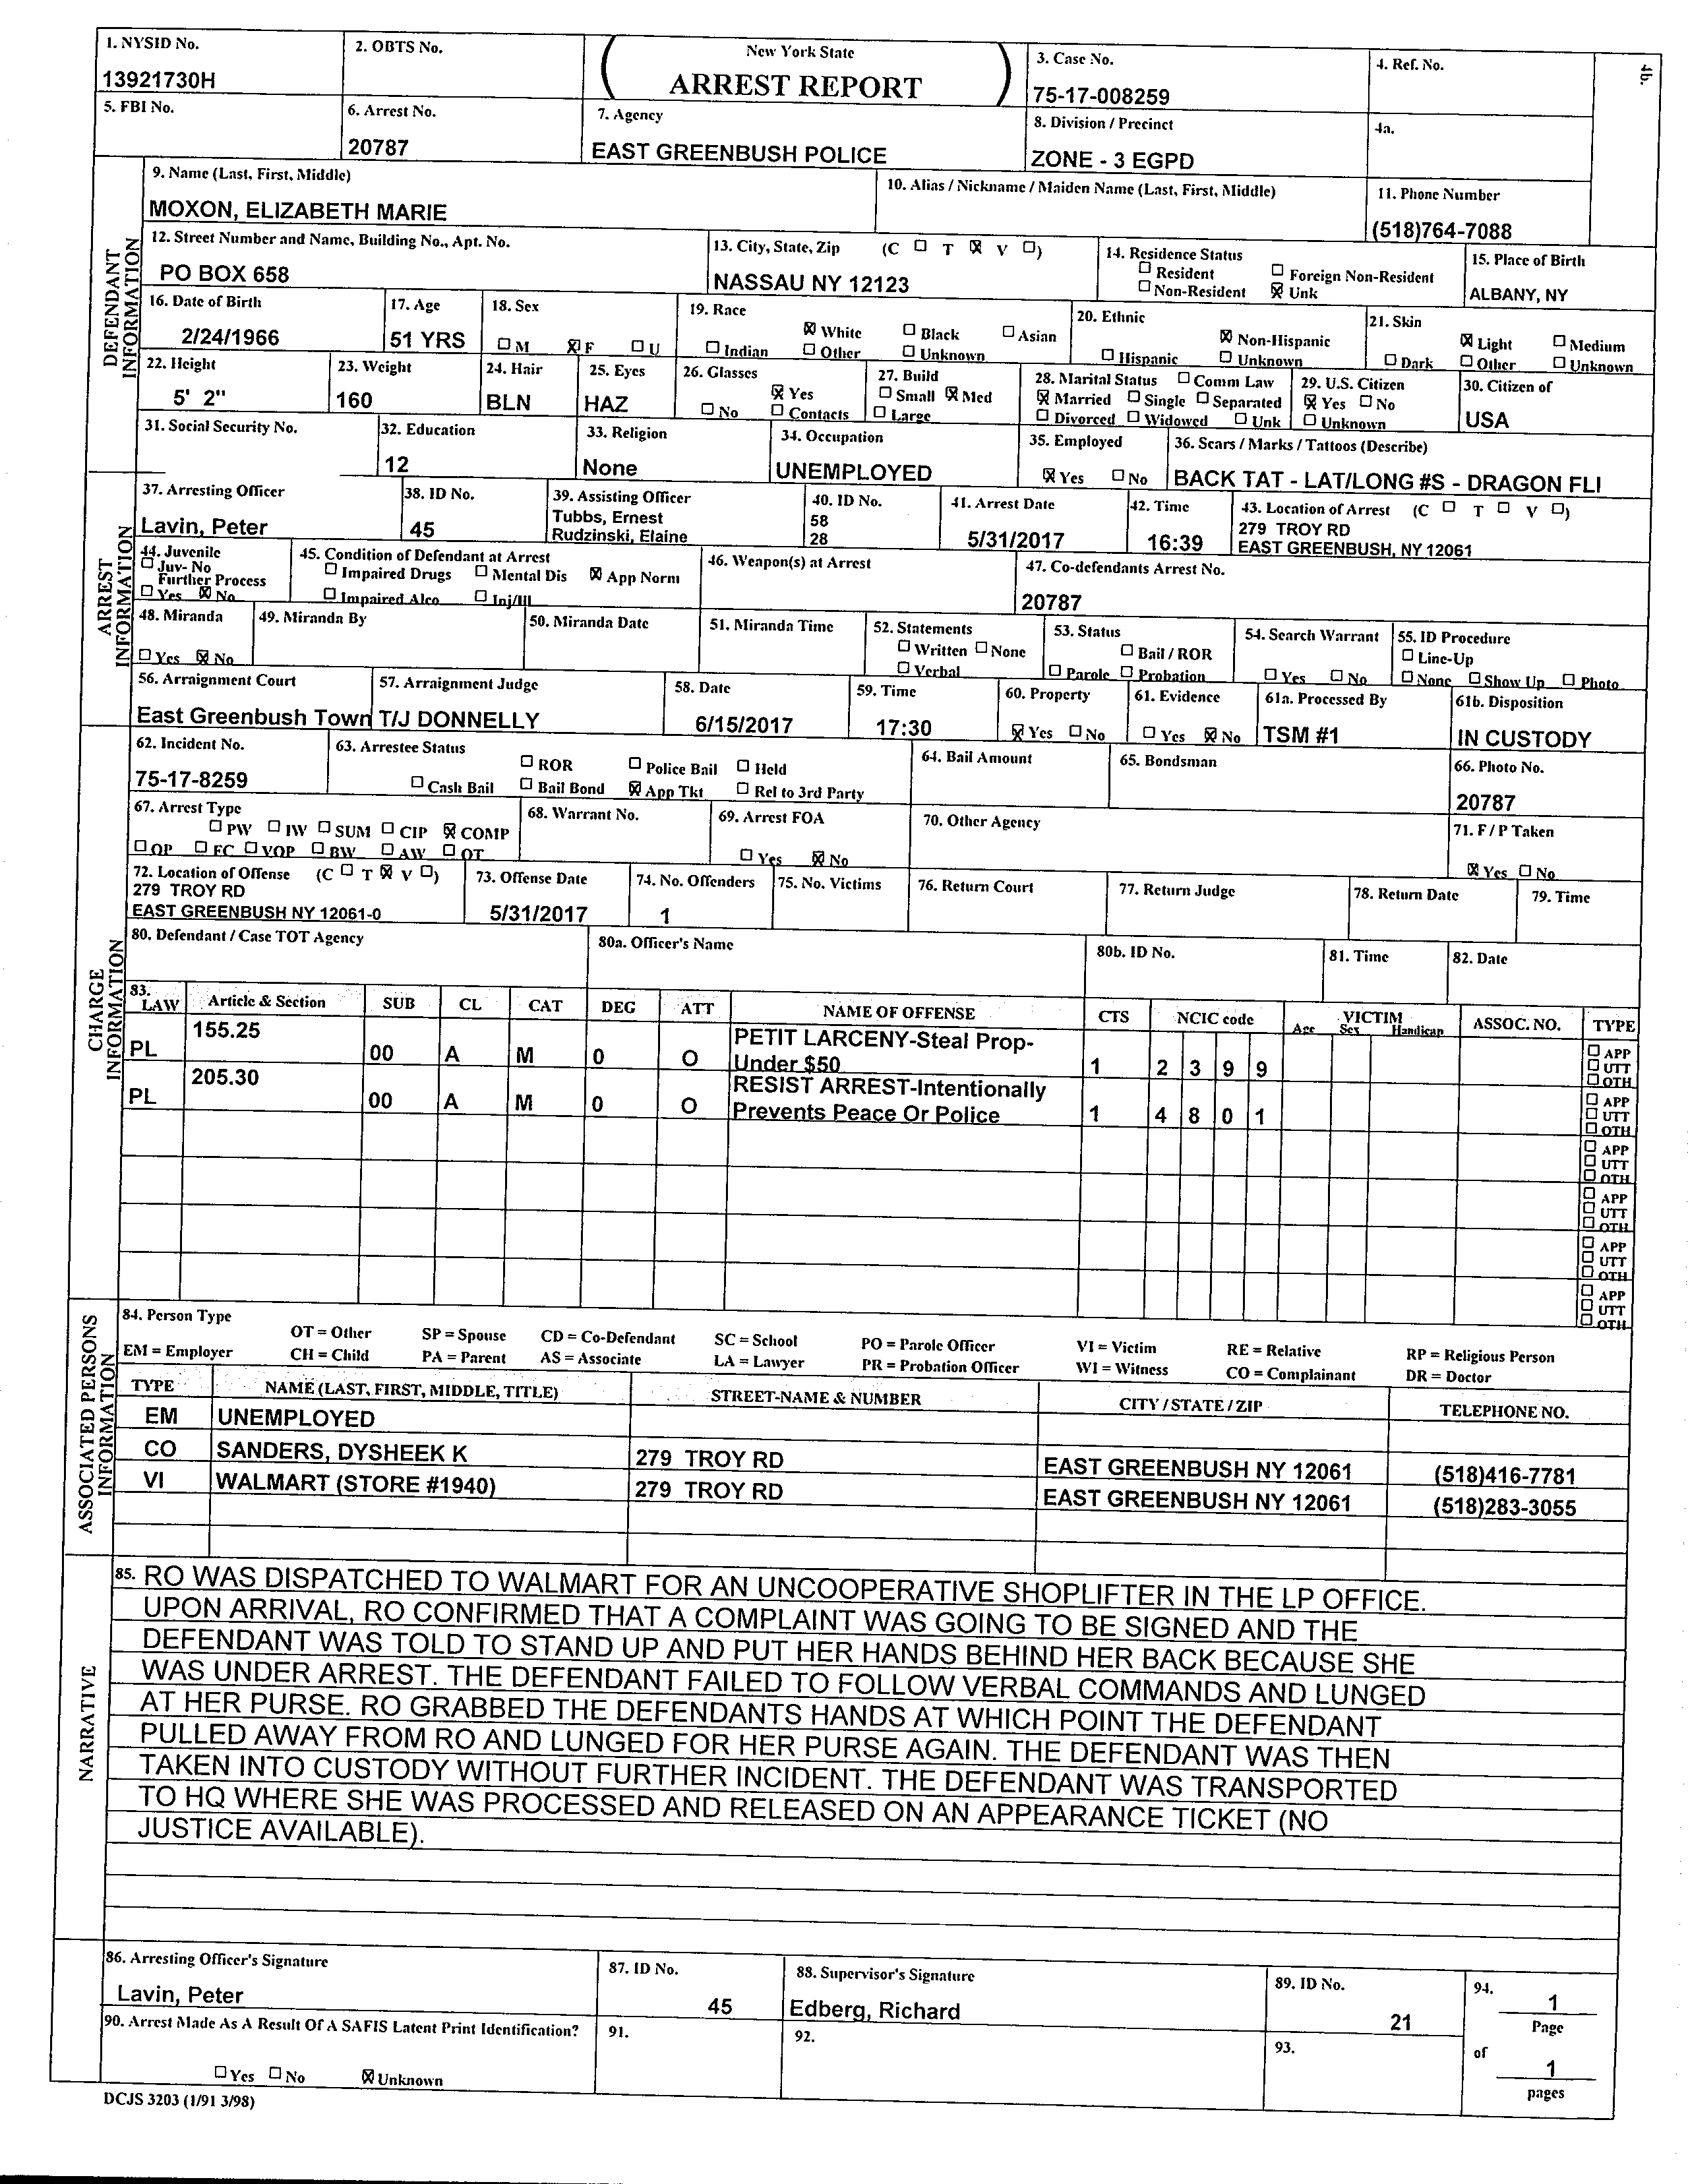 1. NYSID No.
13921730H
2. OBTS No.
New York State
ARREST REPORT
3. Case No.
75-17-008259
4. Ref. No.
4b.
5. FBI No.
6. Arrest No.
20787
7. Agency
EAST GREENBUSH POLICE
8. Division / Precinct
ZONE - 3 EGPD
4a.
DEFENDANT INFORMATION
9. Name (Last, First, Middle)
MOXON, ELIZABETH MARIE
10. Alias / Nickname / Maiden Name (Last, First, Middle)
11. Phone Number
(518)764-7088
12. Street Number and Name, Building No., Apt. No.
PO BOX 658
13. City, State, Zip (C ☐ T ☒ V ☐)
NASSAU NY 12123
14. Residence Status
☐ Resident ☐ Foreign Non-Resident
☐ Non-Resident ☒ Unk
15. Place of Birth
ALBANY, NY
16. Date of Birth
2/24/1966
17. Age
51 YRS
18. Sex
☐ M ☒ F ☐ U
19. Race
☒ White ☐ Black ☐ Asian
☐ Indian ☐ Other ☐ Unknown
20. Ethnic
☒ Non-Hispanic
☐ Hispanic ☐ Unknown
21. Skin
☒ Light ☐ Medium
☐ Dark ☐ Other ☐ Unknown
22. Height
5' 2"
23. Weight
160
24. Hair
BLN
25. Eyes
HAZ
26. Glasses
☒ Yes
☐ No ☐ Contacts
27. Build
☐ Small ☒ Med
☐ Large
28. Marital Status ☐ Comm Law
☒ Married ☐ Single ☐ Separated
☐ Divorced ☐ Widowed ☐ Unk
29. U.S. Citizen
☒ Yes ☐ No
☐ Unknown
30. Citizen of
USA
31. Social Security No.
32. Education
12
33. Religion
None
34. Occupation
UNEMPLOYED
35. Employed
☒ Yes ☐ No
36. Scars / Marks / Tattoos (Describe)
BACK TAT - LAT/LONG #S - DRAGON FLI
ARREST INFORMATION
37. Arresting Officer
Lavin, Peter
38. ID No.
45
39. Assisting Officer
Tubbs, Ernest
Rudzinski, Elaine
40. ID No.
58
28
41. Arrest Date
5/31/2017
42. Time
16:39
43. Location of Arrest (C ☐ T ☐ V ☐)
279 TROY RD
EAST GREENBUSH, NY 12061
44. Juvenile
☐ Juv- No
Further Process
☐ Yes ☒ No
45. Condition of Defendant at Arrest
☐ Impaired Drugs ☐ Mental Dis ☒ App Norm
☐ Impaired Alco ☐ Inj/Ill
46. Weapon(s) at Arrest
47. Co-defendants Arrest No.
20787
48. Miranda
☐ Yes ☒ No
49. Miranda By
50. Miranda Date
51. Miranda Time
52. Statements
☐ Written ☐ None
☐ Verbal
53. Status
☐ Bail / ROR
☐ Parole ☐ Probation
54. Search Warrant
☐ Yes ☐ No
55. ID Procedure
☐ Line-Up
☐ None ☐ Show Up ☐ Photo
56. Arraignment Court
East Greenbush Town
57. Arraignment Judge
T/J DONNELLY
58. Date
6/15/2017
59. Time
17:30
60. Property
☒ Yes ☐ No
61. Evidence
☐ Yes ☒ No
61a. Processed By
TSM #1
61b. Disposition
IN CUSTODY
CHARGE INFORMATION
62. Incident No.
75-17-8259
63. Arrestee Status
☐ ROR ☐ Police Bail ☐ Held
☐ Cash Bail ☐ Bail Bond ☒ App Tkt ☐ Rel to 3rd Party
64. Bail Amount
65. Bondsman
66. Photo No.
20787
67. Arrest Type
☐ PW ☐ IW ☐ SUM ☐ CIP ☒ COMP
☐ OP ☐ FC ☐ VOP ☐ BW ☐ AW ☐ OT
68. Warrant No.
69. Arrest FOA
☐ Yes ☒ No
70. Other Agency
71. F / P Taken
☒ Yes ☐ No
72. Location of Offense (C ☐ T ☒ V ☐)
279 TROY RD
EAST GREENBUSH NY 12061-0
73. Offense Date
5/31/2017
74. No. Offenders
1
75. No. Victims
76. Return Court
77. Return Judge
78. Return Date
79. Time
80. Defendant / Case TOT Agency
80a. Officer's Name
80b. ID No.
81. Time
82. Date
83. LAW Article & Section SUB CL CAT DEG ATT NAME OF OFFENSE CTS NCIC code VICTIM Age Sex Handicap ASSOC. NO. TYPE
PL 155.25 00 A M 0 O PETIT LARCENY-Steal Prop-
Under $50 1 2 3 9 9
☐ APP
☐ UTT
☐ OTH
PL 205.30 00 A M 0 O RESIST ARREST-Intentionally
Prevents Peace Or Police 1 4 8 0 1
☐ APP
☐ UTT
☐ OTH
☐ APP
☐ UTT
☐ OTH
☐ APP
☐ UTT
☐ OTH
☐ APP
☐ UTT
☐ OTH
☐ APP
☐ UTT
☐ OTH
ASSOCIATED PERSONS INFORMATION
84. Person Type
OT = Other SP = Spouse CD = Co-Defendant SC = School PO = Parole Officer VI = Victim RE = Relative RP = Religious Person
EM = Employer CH = Child PA = Parent AS = Associate LA = Lawyer PR = Probation Officer WI = Witness CO = Complainant DR = Doctor
TYPE NAME (LAST, FIRST, MIDDLE, TITLE) STREET-NAME & NUMBER CITY / STATE / ZIP TELEPHONE NO.
EM UNEMPLOYED
CO SANDERS, DYSHEEK K 279 TROY RD EAST GREENBUSH NY 12061 (518)416-7781
VI WALMART (STORE #1940) 279 TROY RD EAST GREENBUSH NY 12061 (518)283-3055
NARRATIVE
85. RO WAS DISPATCHED TO WALMART FOR AN UNCOOPERATIVE SHOPLIFTER IN THE LP OFFICE.
UPON ARRIVAL, RO CONFIRMED THAT A COMPLAINT WAS GOING TO BE SIGNED AND THE
DEFENDANT WAS TOLD TO STAND UP AND PUT HER HANDS BEHIND HER BACK BECAUSE SHE
WAS UNDER ARREST. THE DEFENDANT FAILED TO FOLLOW VERBAL COMMANDS AND LUNGED
AT HER PURSE. RO GRABBED THE DEFENDANTS HANDS AT WHICH POINT THE DEFENDANT
PULLED AWAY FROM RO AND LUNGED FOR HER PURSE AGAIN. THE DEFENDANT WAS THEN
TAKEN INTO CUSTODY WITHOUT FURTHER INCIDENT. THE DEFENDANT WAS TRANSPORTED
TO HQ WHERE SHE WAS PROCESSED AND RELEASED ON AN APPEARANCE TICKET (NO
JUSTICE AVAILABLE).
86. Arresting Officer's Signature
Lavin, Peter
87. ID No.
45
88. Supervisor's Signature
Edberg, Richard
89. ID No.
21
94.
1
Page
of
1
pages
90. Arrest Made As A Result Of A SAFIS Latent Print Identification?
☐ Yes ☐ No ☒ Unknown
91.
92.
93.
DCJS 3203 (1/91 3/98)